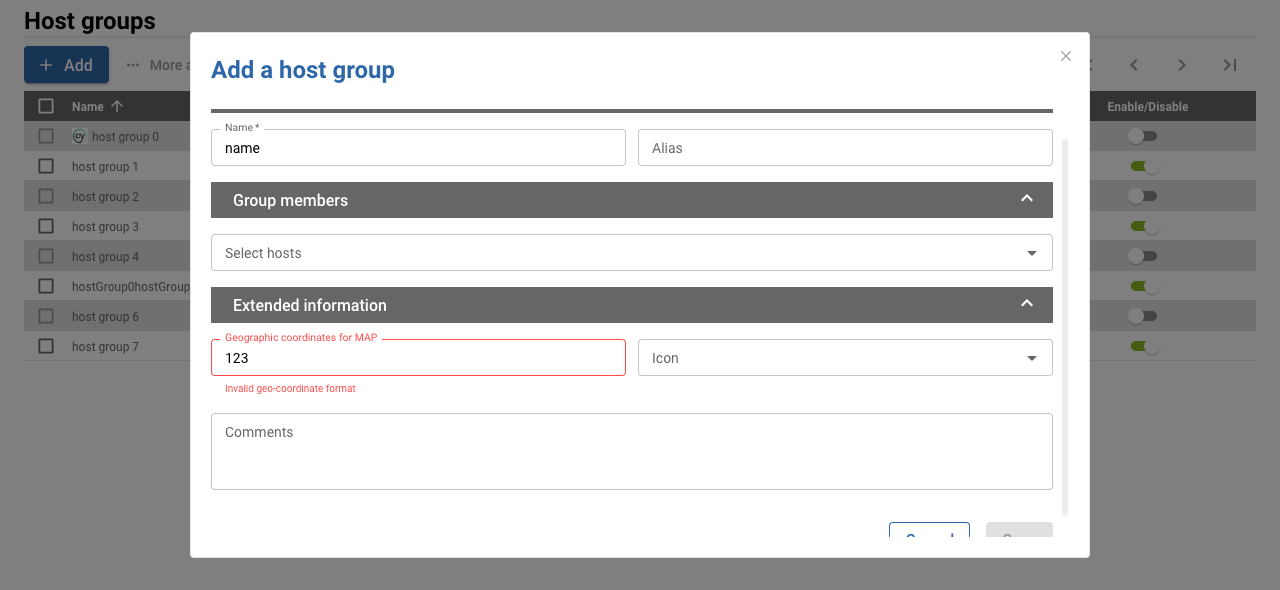 Host groups
Add
More a
Add a host group
Name
Enable/Disable
host group 0
host group 1
host group 2
host group 3
host group 4
hostGroup0hostGroup
host group 6
host group 7
Name *
name
Alias
Group members
Select hosts
Extended information
Geographic coordinates for MAP
123
Icon
Invalid geo-coordinate format
Comments